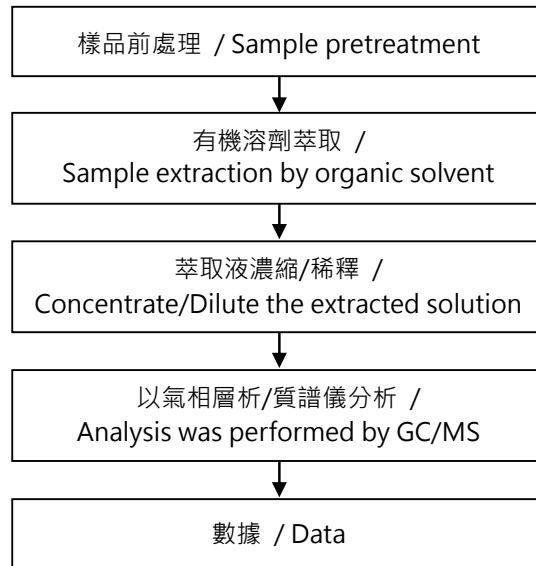 樣品前處理 / Sample pretreatment
有機溶劑萃取 /
Sample extraction by organic solvent
萃取液濃縮/稀釋 /
Concentrate/Dilute the extracted solution
以氣相層析/質譜儀分析 /
Analysis was performed by GC/MS
數據 / Data